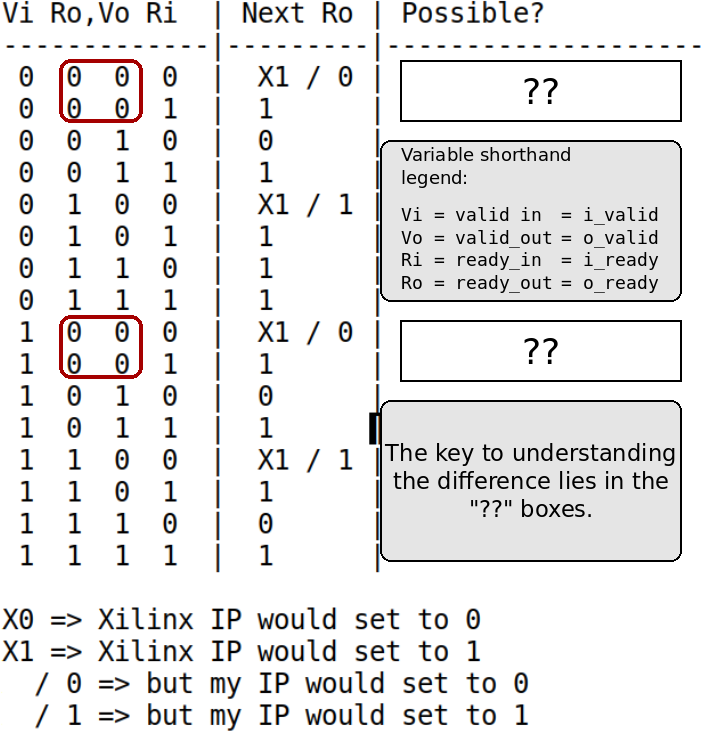 Vi Ro,Vo Ri | Next Ro | Possible?
-------------|---------|--------------------
0 0 0 0 | X1 / 0 | ??
0 0 0 1 | 1 |
0 0 1 0 | 0 |
0 0 1 1 | 1 |
0 1 0 0 | X1 / 1 |
0 1 0 1 | 1 |
0 1 1 0 | 1 |
0 1 1 1 | 1 |
1 0 0 0 | X1 / 0 | ??
1 0 0 1 | 1 |
1 0 1 0 | 0 |
1 0 1 1 | 1
1 1 0 0 | X1 / 1 |
1 1 0 1 | 1 |
1 1 1 0 | 0 |
1 1 1 1 | 1 |
Variable shorthand
legend:
Vi = valid in = i_valid
Vo = valid_out = o_valid
Ri = ready_in = i_ready
Ro = ready_out = o_ready
The key to understanding
the difference lies in the
"??" boxes.
X0 => Xilinx IP would set to 0
X1 => Xilinx IP would set to 1
/ 0 => but my IP would set to 0
/ 1 => but my IP would set to 1